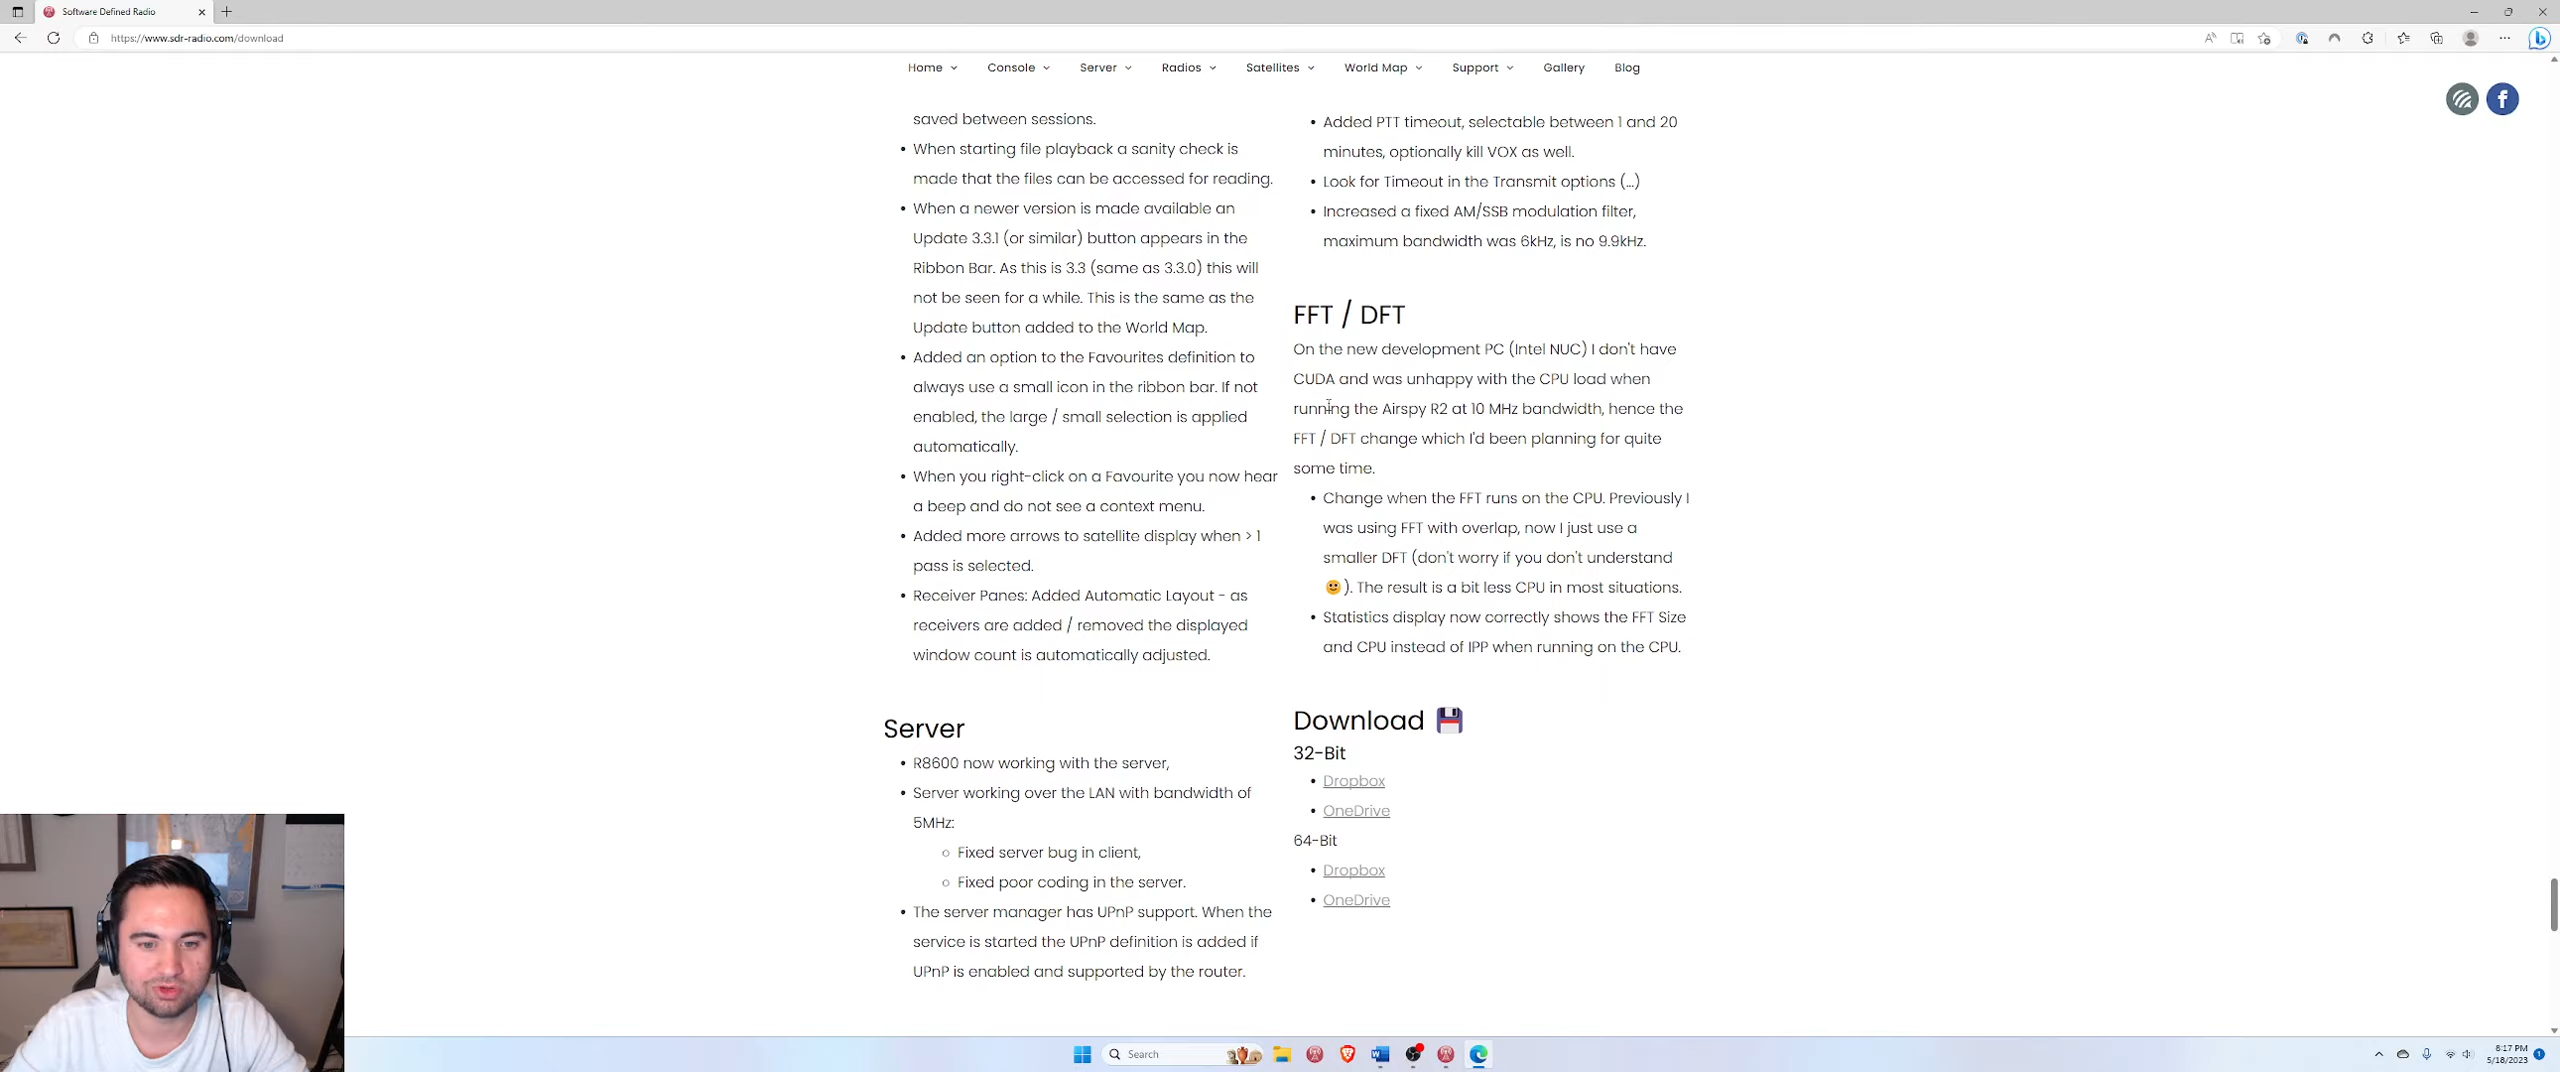 Software Defined Radio
https://www.sdr-radio.com/download
Home Console Server Radios Satellites World Map Support Gallery Blog
saved between sessions.
• When starting file playback a sanity check is
made that the files can be accessed for reading.
• When a newer version is made available an
Update 3.3.1 (or similar) button appears in the
Ribbon Bar. As this is 3.3 (same as 3.3.0) this will
not be seen for a while. This is the same as the
Update button added to the World Map.
• Added an option to the Favourites definition to
always use a small icon in the ribbon bar. If not
enabled, the large / small selection is applied
automatically.
• When you right-click on a Favourite you now hear
a beep and do not see a context menu.
• Added more arrows to satellite display when > 1
pass is selected.
• Receiver Panes: Added Automatic Layout - as
receivers are added / removed the displayed
window count is automatically adjusted.
Server
• R8600 now working with the server,
• Server working over the LAN with bandwidth of
5MHz:
○ Fixed server bug in client,
○ Fixed poor coding in the server.
• The server manager has UPnP support. When the
service is started the UPnP definition is added if
UPnP is enabled and supported by the router.
• Added PTT timeout, selectable between 1 and 20
minutes, optionally kill VOX as well.
• Look for Timeout in the Transmit options (...)
• Increased a fixed AM/SSB modulation filter,
maximum bandwidth was 6kHz, is no 9.9kHz.
FFT / DFT
On the new development PC (Intel NUC) I don't have
CUDA and was unhappy with the CPU load when
running the Airspy R2 at 10 MHz bandwidth, hence the
FFT / DFT change which I'd been planning for quite
some time.
• Change when the FFT runs on the CPU. Previously I
was using FFT with overlap, now I just use a
smaller DFT (don't worry if you don't understand
🙂). The result is a bit less CPU in most situations.
• Statistics display now correctly shows the FFT Size
and CPU instead of IPP when running on the CPU.
Download 💾
32-Bit
• Dropbox
• OneDrive
64-Bit
• Dropbox
• OneDrive
Search
8:17 PM
5/18/2023